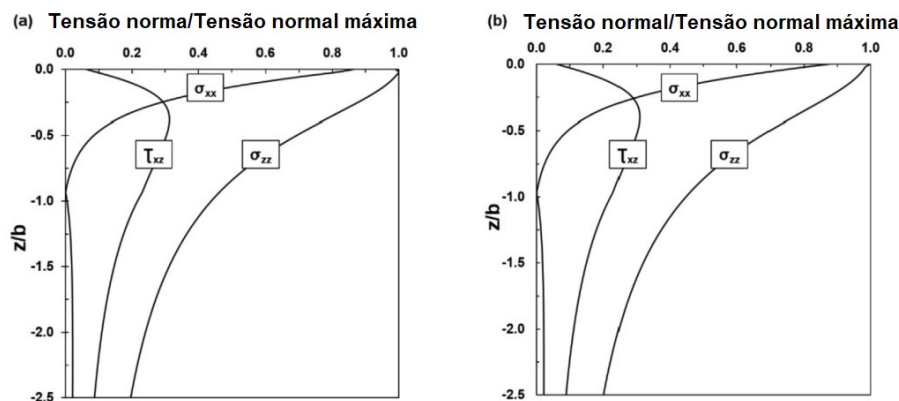 (a) Tensão norma/Tensão normal máxima
0.0 0.2 0.4 0.6 0.8 1.0
0.0
-0.5
-1.0
-1.5
-2.0
-2.5
z/b
σxx
τxz
σzz
(b) Tensão normal/Tensão normal máxima
0.0 0.2 0.4 0.6 0.8 1.0
0.0
-0.5
-1.0
-1.5
-2.0
-2.5
z/b
σxx
τxz
σzz